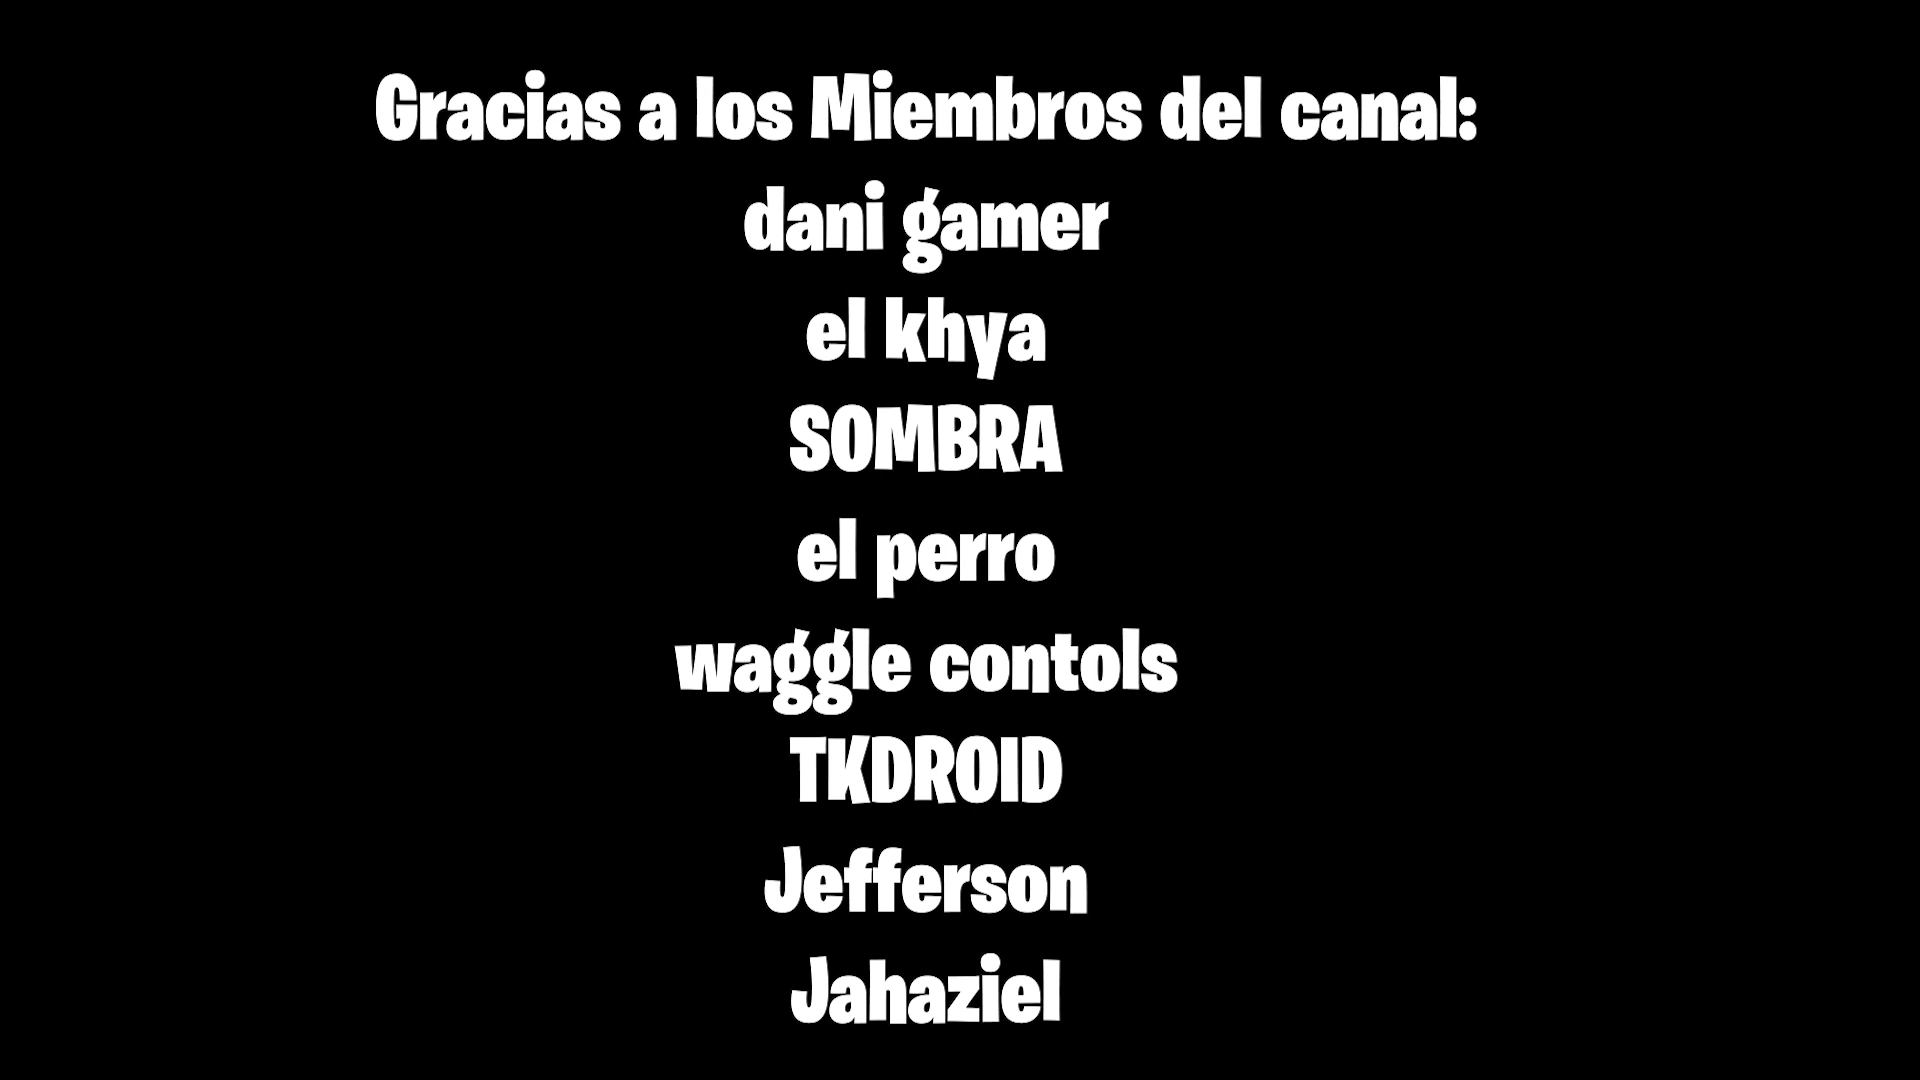 Gracias a los Miembros del canal:
dani gamer
el khya
SOMBRA
el perro
waggle contols
TKDROID
Jefferson
Jahaziel